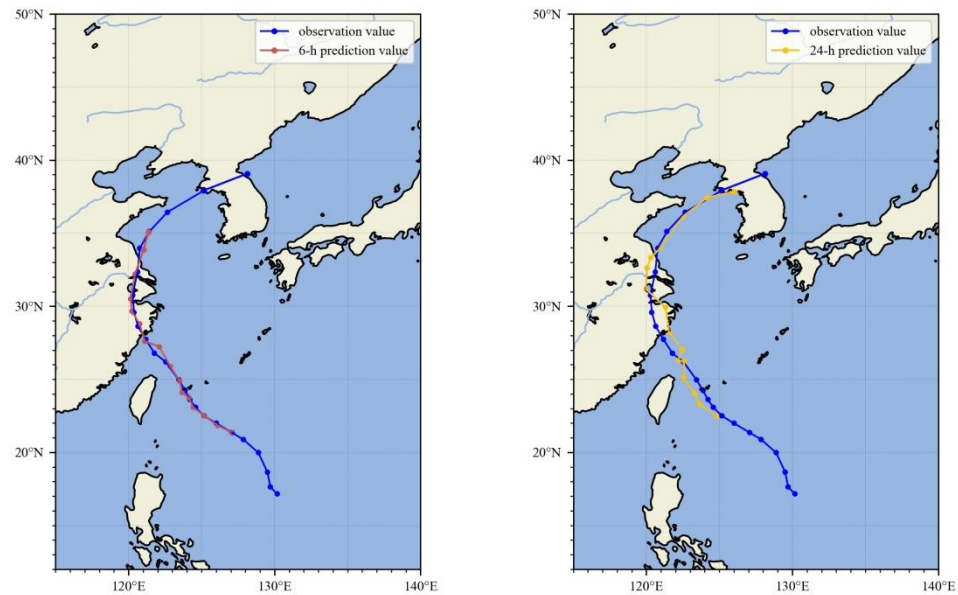 50°N
40°N
30°N
20°N
120°E
130°E
140°E
observation value
6-h prediction value
50°N
40°N
30°N
20°N
120°E
130°E
140°E
observation value
24-h prediction value